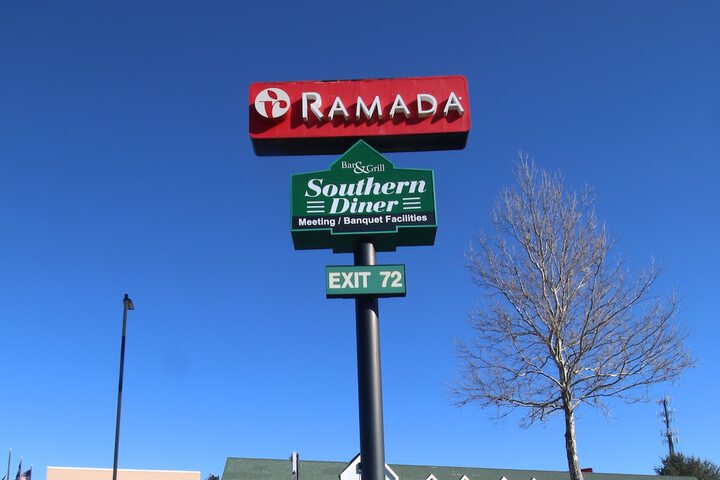 RAMADA
Bar & Grill
Southern
Diner
Meeting / Banquet Facilities
EXIT 72